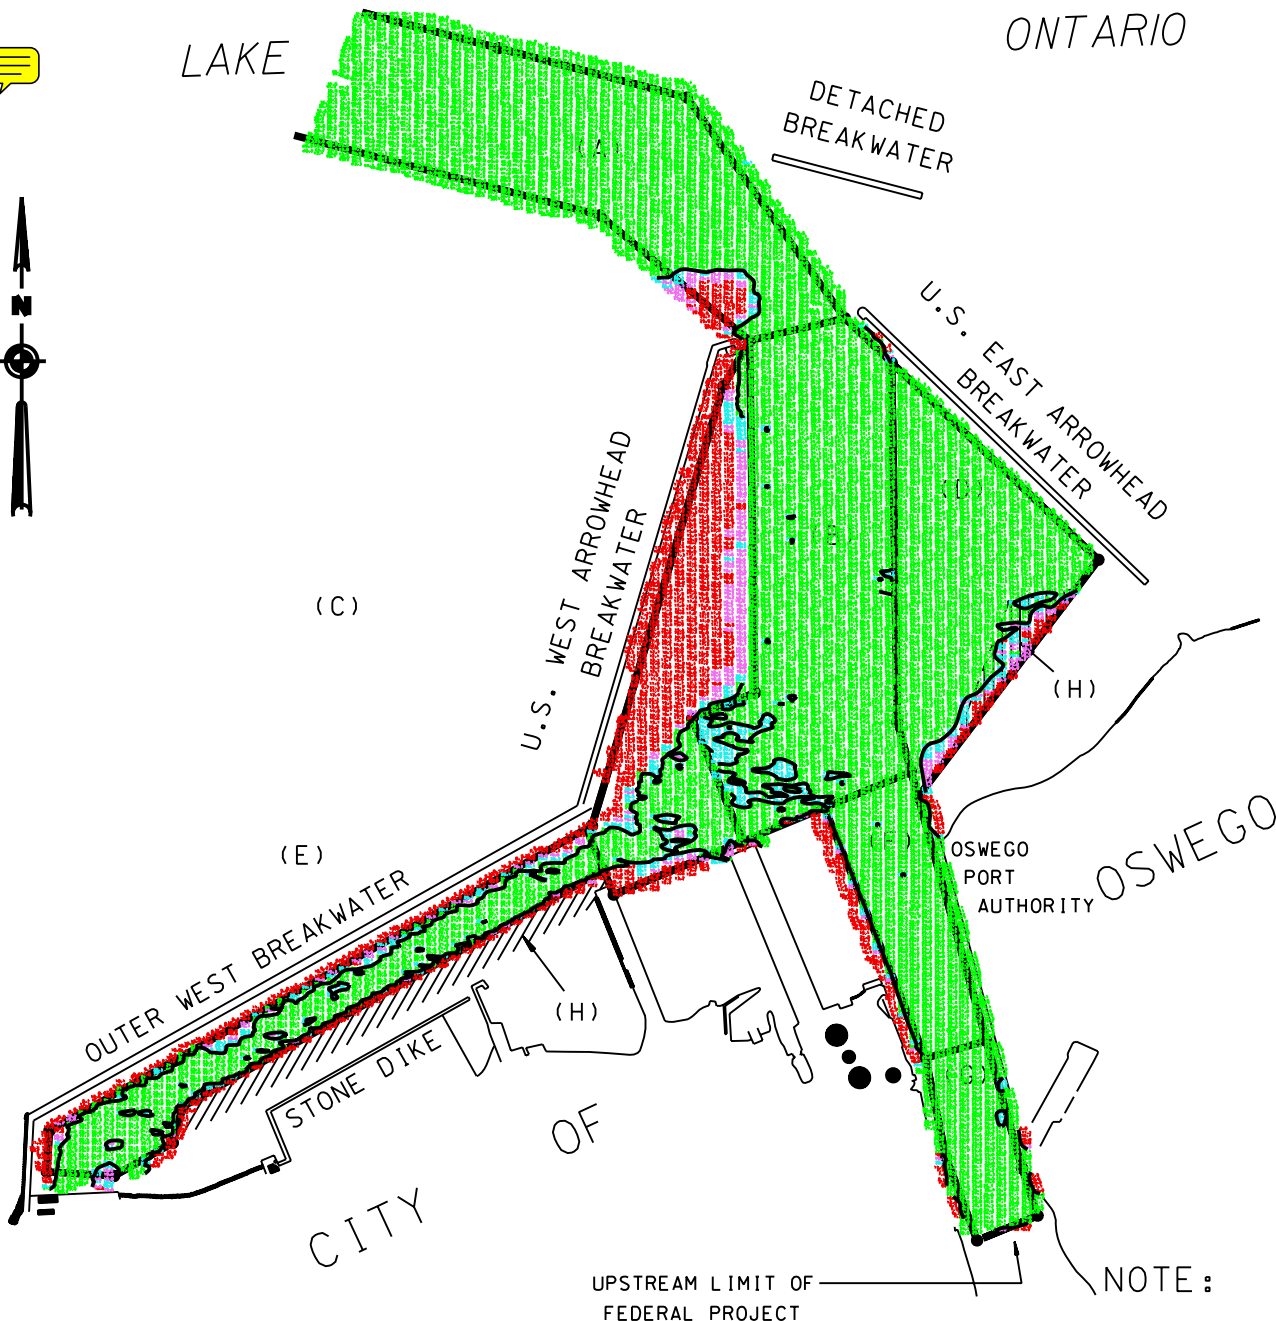 LAKE
ONTARIO
DETACHED
BREAKWATER
(A)
N
U.S. EAST ARROWHEAD
BREAKWATER
(D)
U.S. WEST ARROWHEAD
BREAKWATER
(C)
(H)
(E)
OSWEGO
PORT
AUTHORITY
OSWEGO
OUTER WEST BREAKWATER
(H)
STONE DIKE
OF
CITY
UPSTREAM LIMIT OF
FEDERAL PROJECT
NOTE: